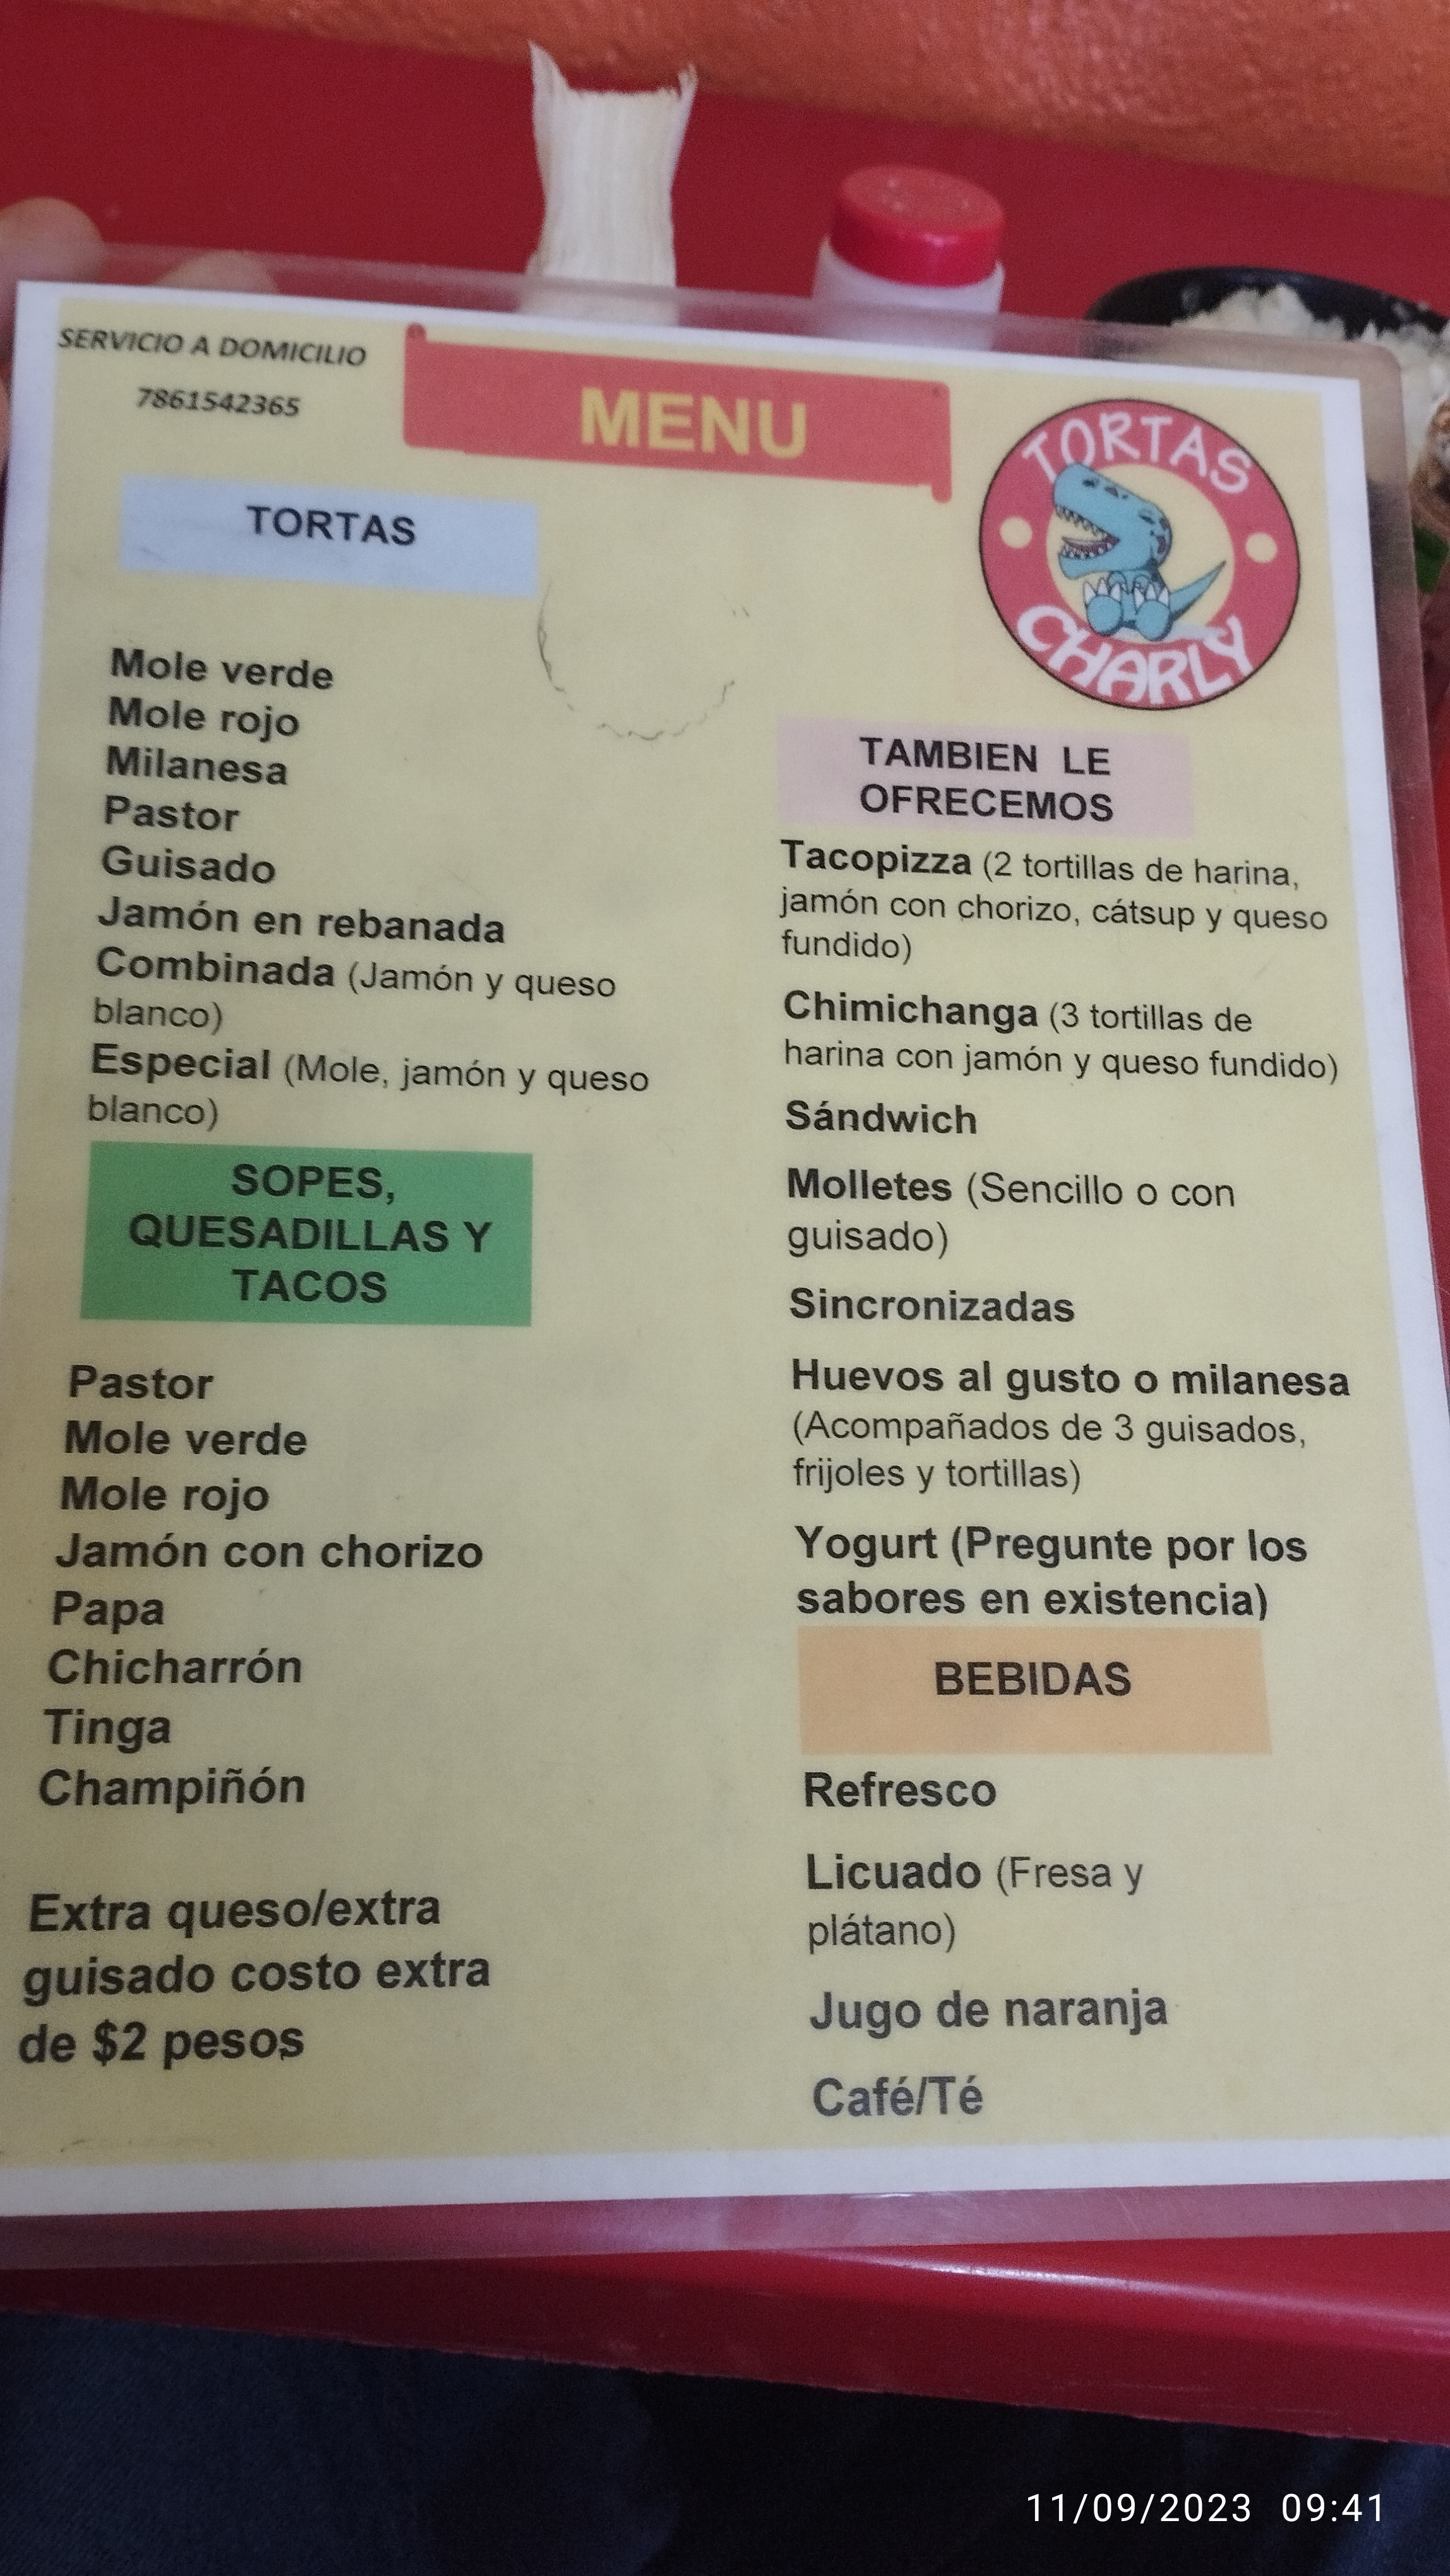 SERVICIO A DOMICILIO
7861542365
MENU
TORTAS
CHARLY
TORTAS
Mole verde
Mole rojo
Milanesa
Pastor
Guisado
Jamón en rebanada
Combinada (Jamón y queso
blanco)
Especial (Mole, jamón y queso
blanco)
SOPES,
QUESADILLAS Y
TACOS
Pastor
Mole verde
Mole rojo
Jamón con chorizo
Papa
Chicharrón
Tinga
Champiñón
Extra queso/extra
guisado costo extra
de $2 pesos
TAMBIEN LE
OFRECEMOS
Tacopizza (2 tortillas de harina,
jamón con chorizo, cátsup y queso
fundido)
Chimichanga (3 tortillas de
harina con jamón y queso fundido)
Sándwich
Molletes (Sencillo o con
guisado)
Sincronizadas
Huevos al gusto o milanesa
(Acompañados de 3 guisados,
frijoles y tortillas)
Yogurt (Pregunte por los
sabores en existencia)
BEBIDAS
Refresco
Licuado (Fresa y
plátano)
Jugo de naranja
Café/Té
11/09/2023 09:41